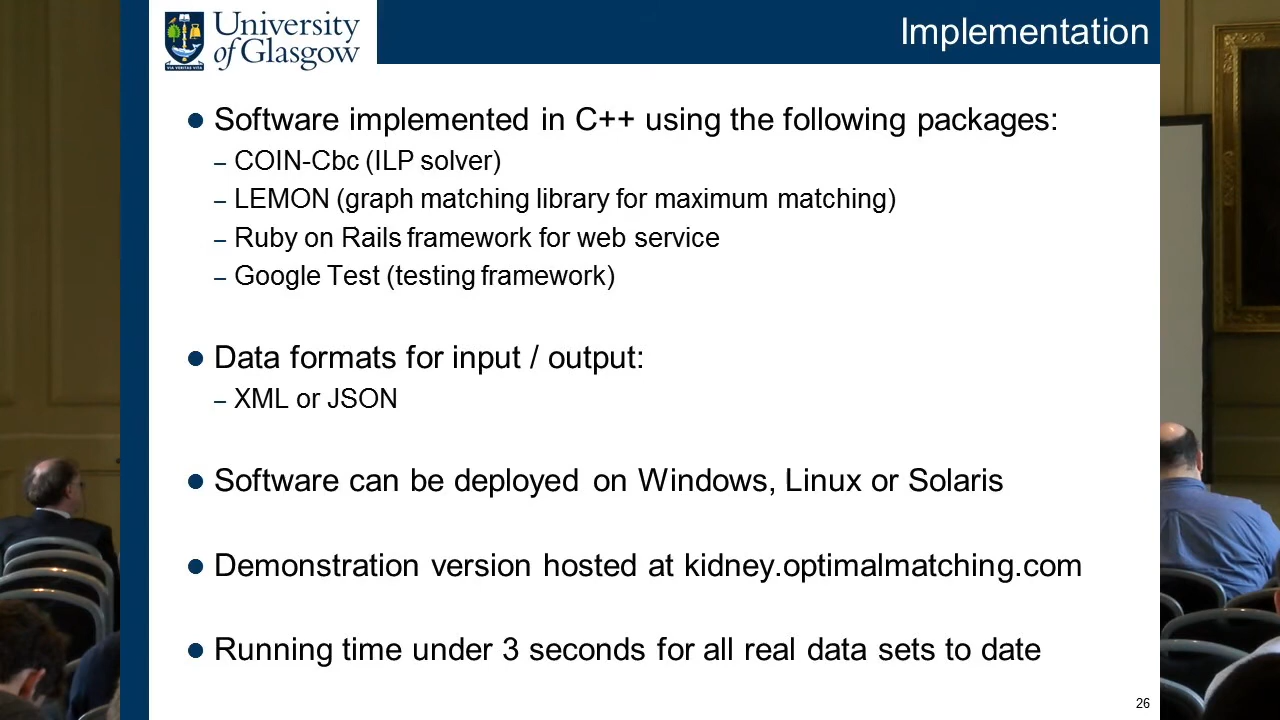 University
of Glasgow
VIA VERITAS VITA
Implementation
● Software implemented in C++ using the following packages:
– COIN-Cbc (ILP solver)
– LEMON (graph matching library for maximum matching)
– Ruby on Rails framework for web service
– Google Test (testing framework)
● Data formats for input / output:
– XML or JSON
● Software can be deployed on Windows, Linux or Solaris
● Demonstration version hosted at kidney.optimalmatching.com
● Running time under 3 seconds for all real data sets to date
26